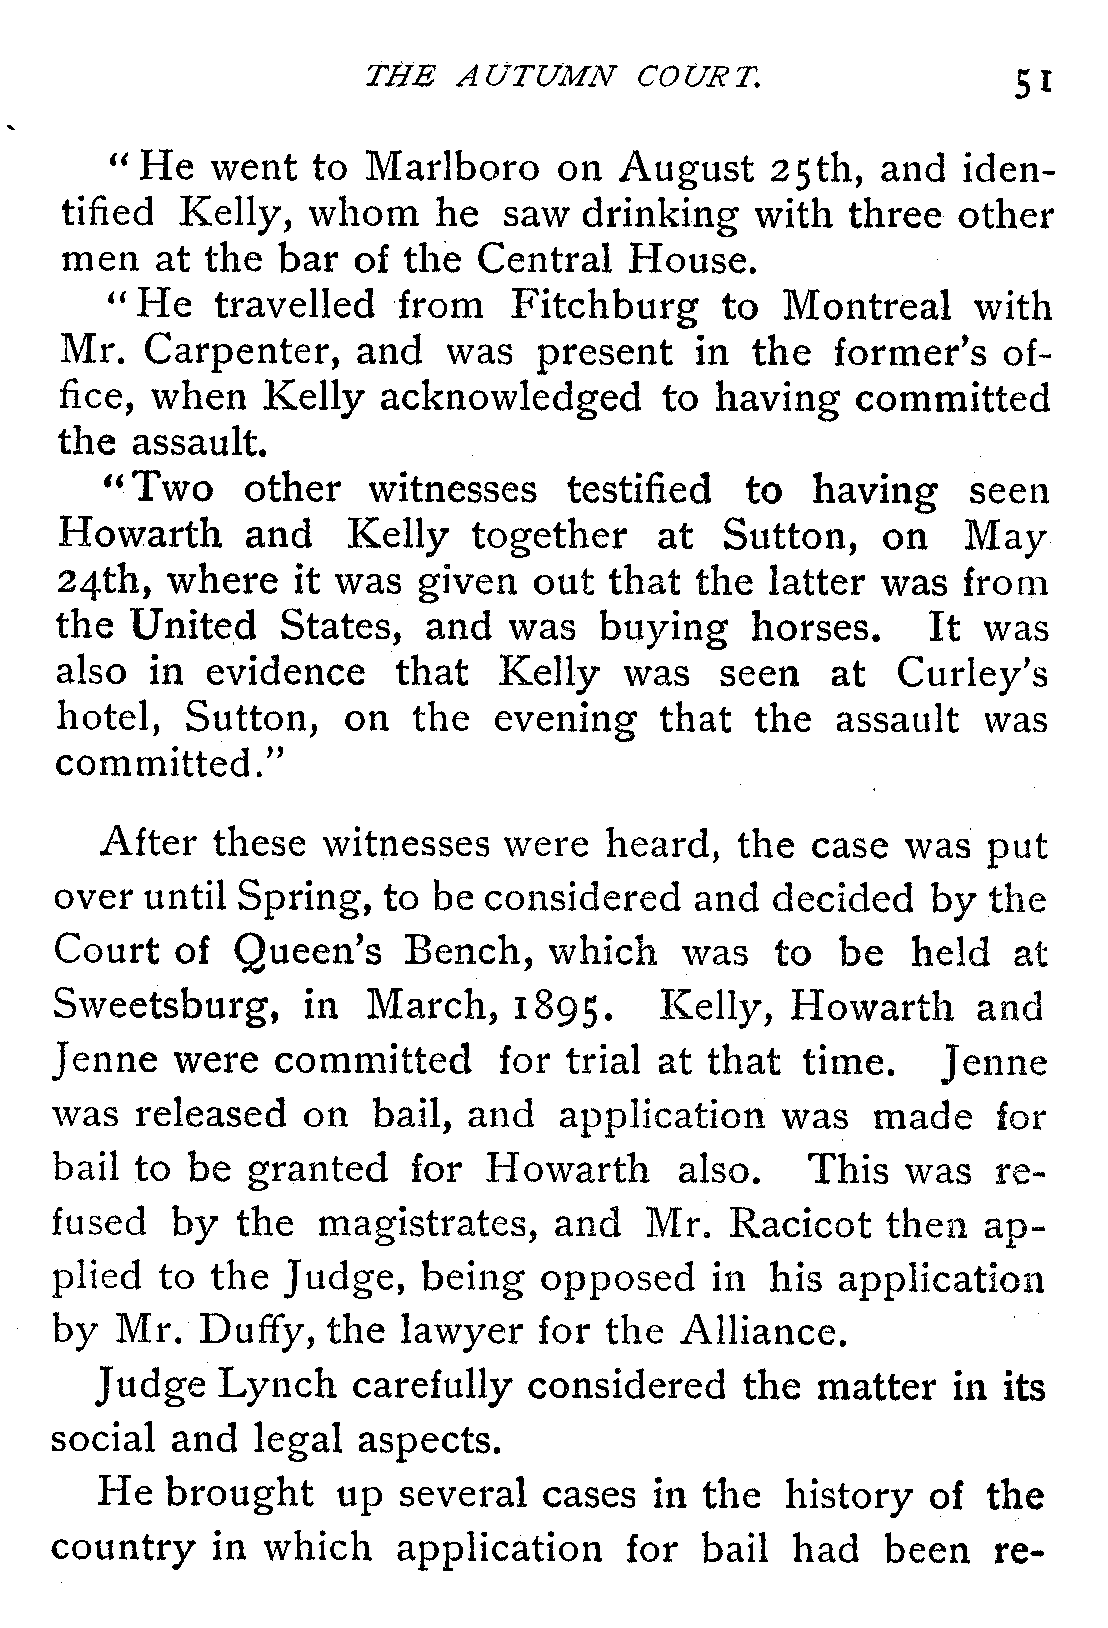 THE AUTUMN COURT. 51
“He went to Marlboro on August 25th, and iden-
tified Kelly, whom he saw drinking with three other
men at the bar of the Central House.
“He travelled from Fitchburg to Montreal with
Mr. Carpenter, and was present in the former’s of-
fice, when Kelly acknowledged to having committed
the assault.
“Two other witnesses testified to having seen
Howarth and Kelly together at Sutton, on May
24th, where it was given out that the latter was from
the United States, and was buying horses. It was
also in evidence that Kelly was seen at Curley’s
hotel, Sutton, on the evening that the assault was
committed.”
After these witnesses were heard, the case was put
over until Spring, to be considered and decided by the
Court of Queen’s Bench, which was to be held at
Sweetsburg, in March, 1895. Kelly, Howarth and
Jenne were committed for trial at that time. Jenne
was released on bail, and application was made for
bail to be granted for Howarth also. This was re-
fused by the magistrates, and Mr. Racicot then ap-
plied to the Judge, being opposed in his application
by Mr. Duffy, the lawyer for the Alliance.
Judge Lynch carefully considered the matter in its
social and legal aspects.
He brought up several cases in the history of the
country in which application for bail had been re-